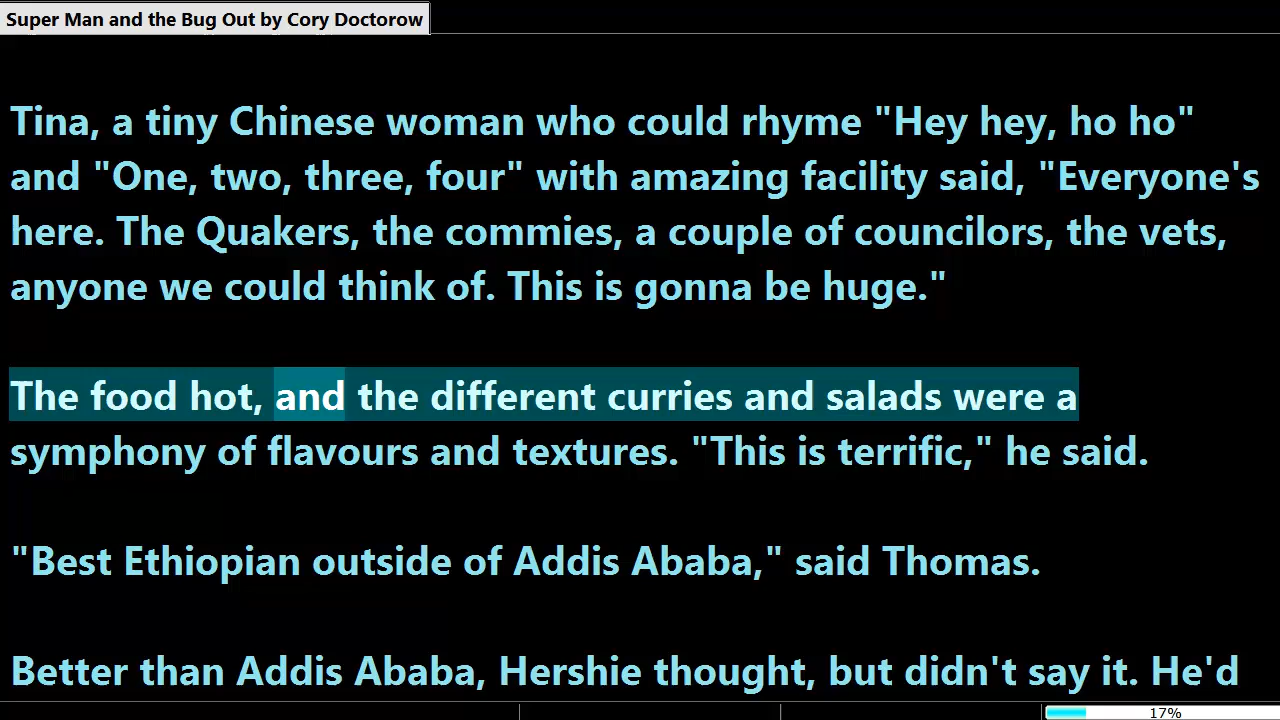 Super Man and the Bug Out by Cory Doctorow
Tina, a tiny Chinese woman who could rhyme "Hey hey, ho ho"
and "One, two, three, four" with amazing facility said, "Everyone's
here. The Quakers, the commies, a couple of councilors, the vets,
anyone we could think of. This is gonna be huge."
The food hot, and the different curries and salads were a
symphony of flavours and textures. "This is terrific," he said.
"Best Ethiopian outside of Addis Ababa," said Thomas.
Better than Addis Ababa, Hershie thought, but didn't say it. He'd
17%